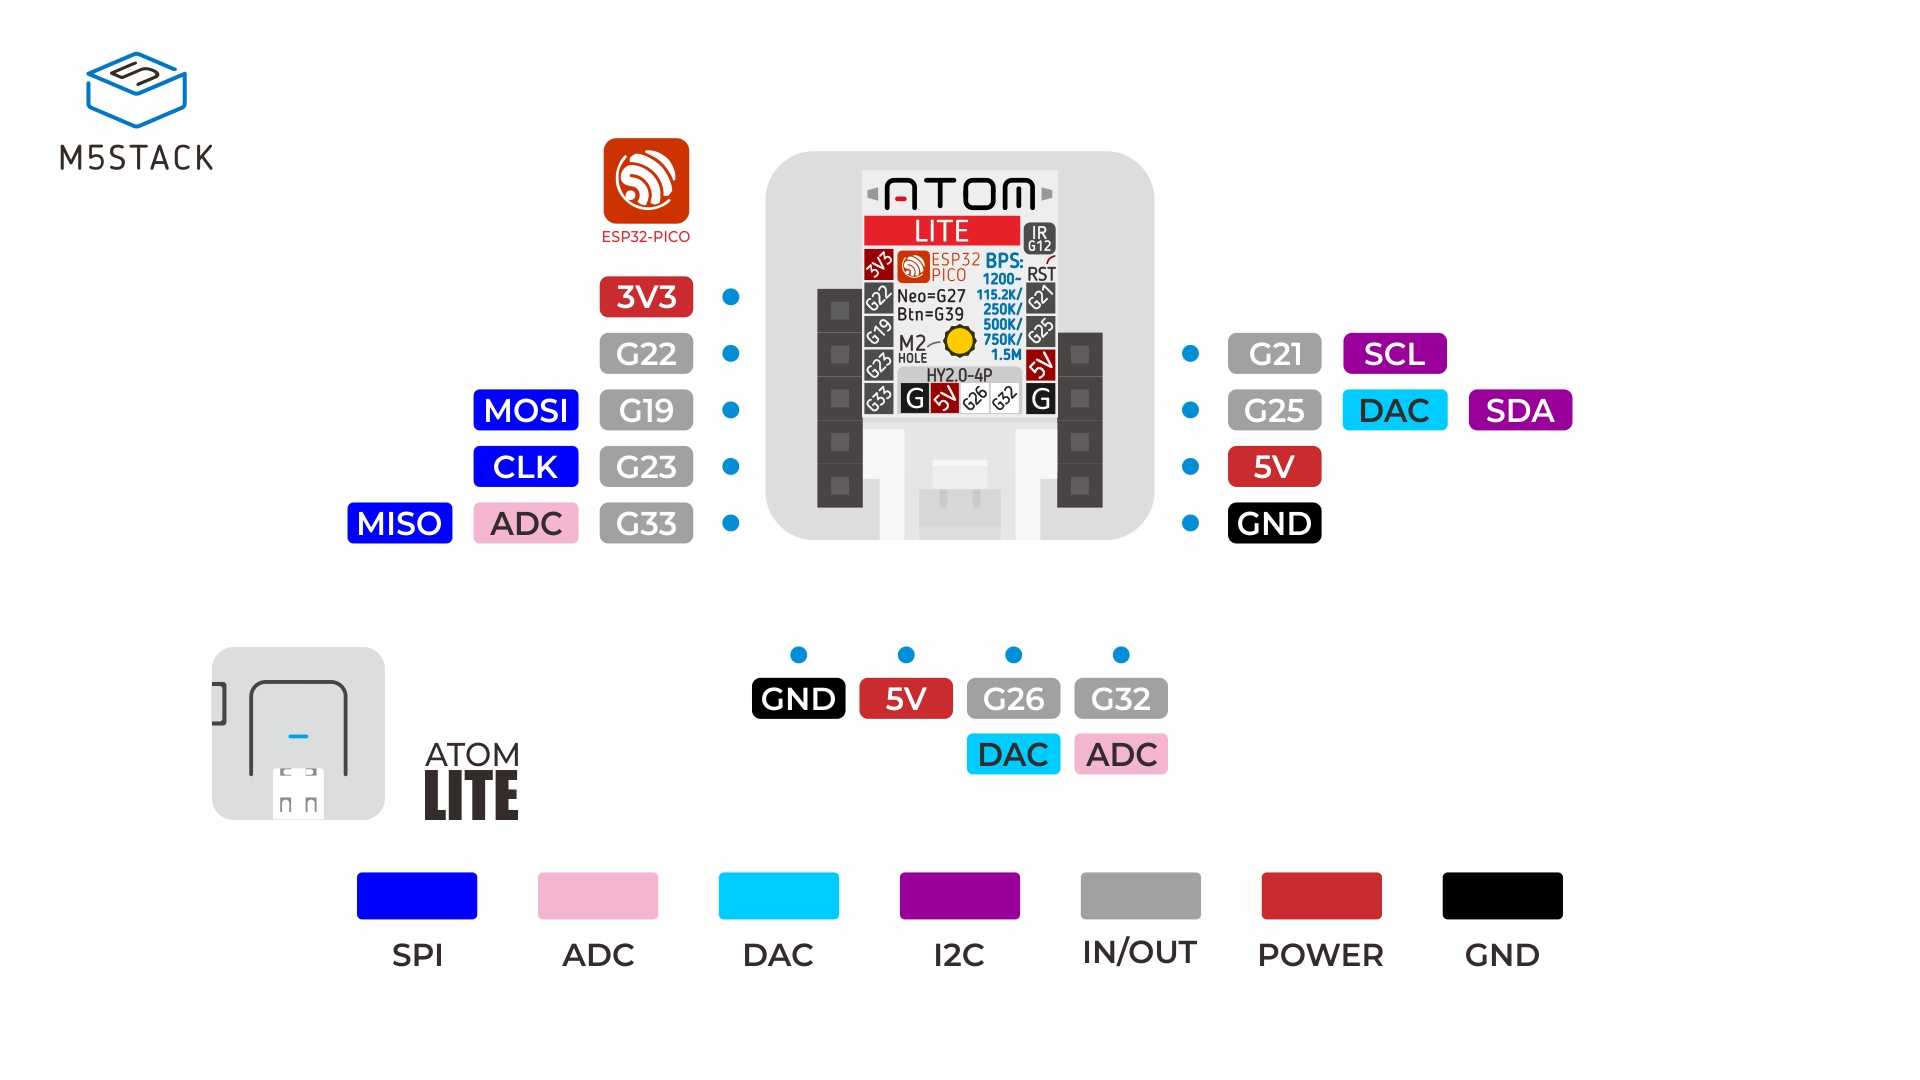 M5STACK
ESP32-PICO
ATOM
LITE
IR
G12
3V3
ESP32
PICO
BPS:
RST
1200~
115.2K/
250K/
500K/
750K/
1.5M
Neo=G27
Btn=G39
M2
HOLE
G22
G19
G23
G33
G21
G25
5V
G
HY2.0-4P
G 5V G26 G32
3V3
G22
MOSI G19
CLK G23
MISO ADC G33
G21 SCL
G25 DAC SDA
5V
GND
GND 5V G26 G32
DAC ADC
ATOM
LITE
SPI ADC DAC I2C IN/OUT POWER GND